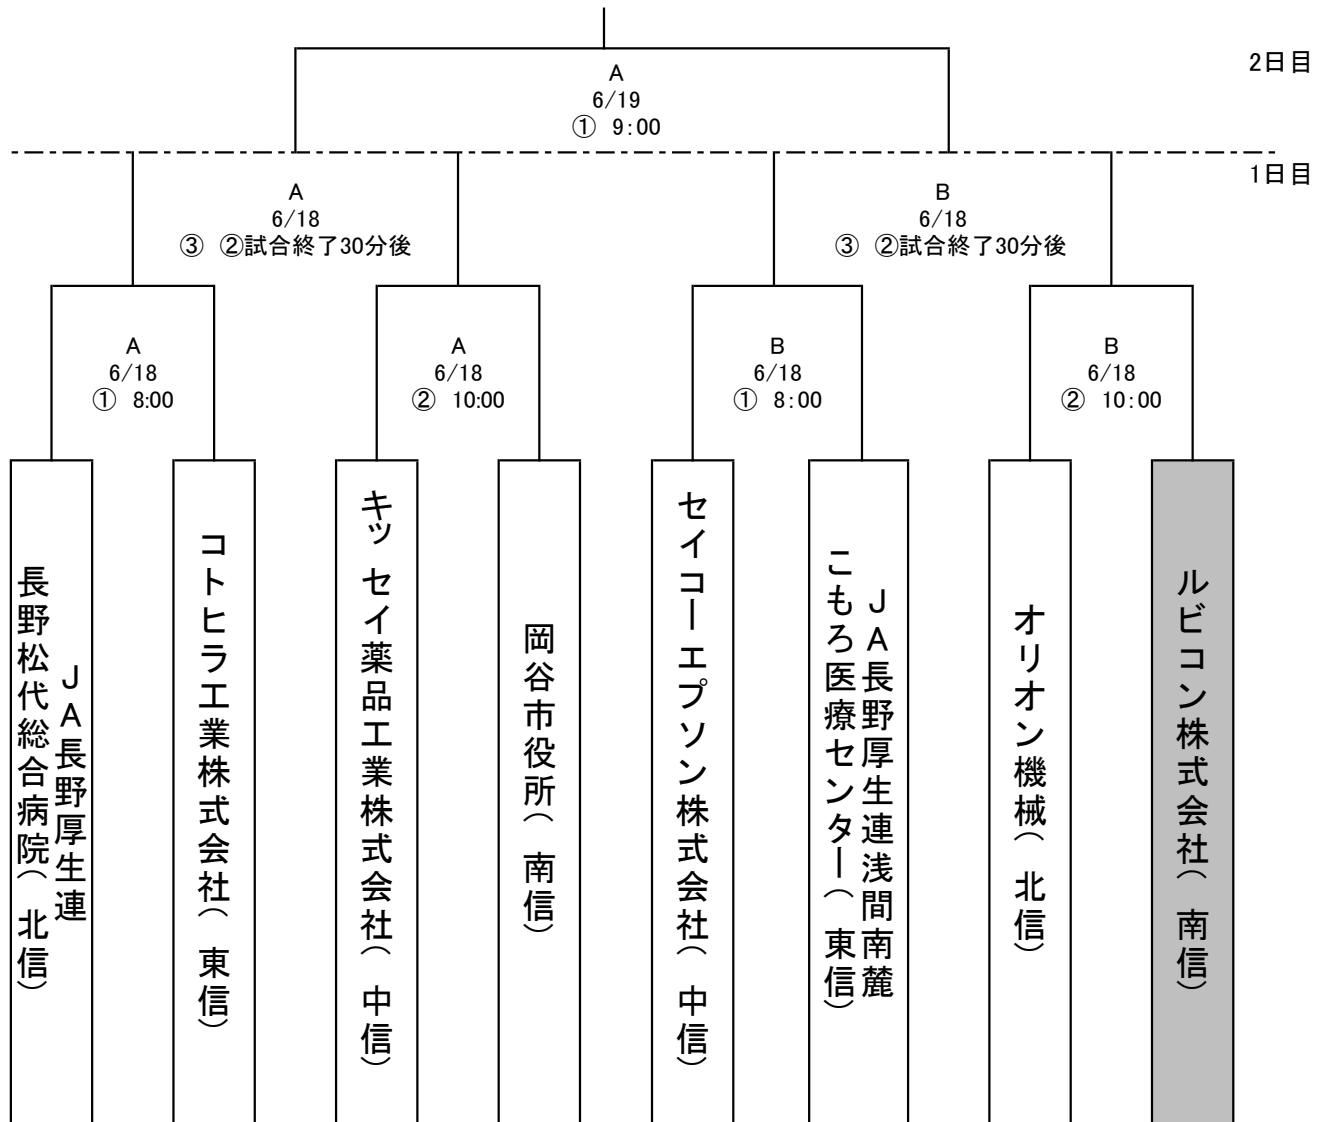 2日目
A
6/19
① 9:00
1日目
A
6/18
③ ②試合終了30分後
B
6/18
③ ②試合終了30分後
A
6/18
① 8:00
A
6/18
② 10:00
B
6/18
① 8:00
B
6/18
② 10:00
JA長野厚生連
長野松代総合病院(北信)
コトヒラ工業株式会社(東信)
キッセイ薬品工業株式会社(中信)
岡谷市役所(南信)
セイコーエプソン株式会社(中信)
JA長野厚生連浅間南麓
こもろ医療センター(東信)
オリオン機械(北信)
ルビコン株式会社(南信)